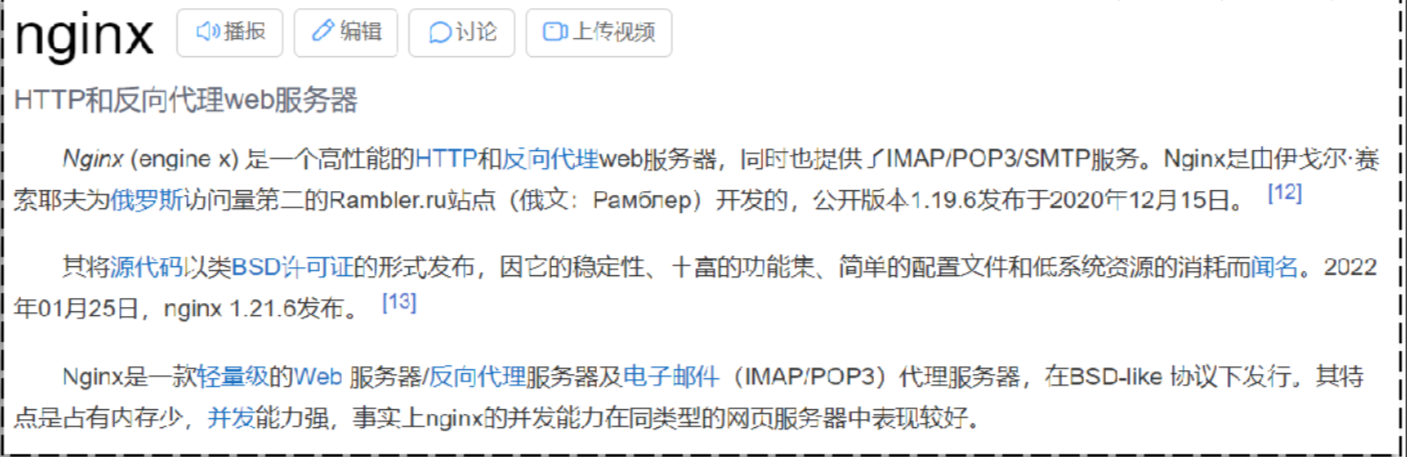 nginx 播报 编辑 讨论 上传视频
HTTP和反向代理web服务器
Nginx (engine x) 是一个高性能的HTTP和反向代理web服务器，同时也提供了IMAP/POP3/SMTP服务。Nginx是由伊戈尔·赛
索耶夫为俄罗斯访问量第二的Rambler.ru站点（俄文：Рамблер）开发的，公开版本1.19.6发布于2020年12月15日。 [12]
其将源代码以类BSD许可证的形式发布，因它的稳定性、丰富的功能集、简单的配置文件和低系统资源的消耗而闻名。2022
年01月25日，nginx 1.21.6发布。 [13]
Nginx是一款轻量级的Web 服务器/反向代理服务器及电子邮件（IMAP/POP3）代理服务器，在BSD-like 协议下发行。其特
点是占有内存少，并发能力强，事实上nginx的并发能力在同类型的网页服务器中表现较好。